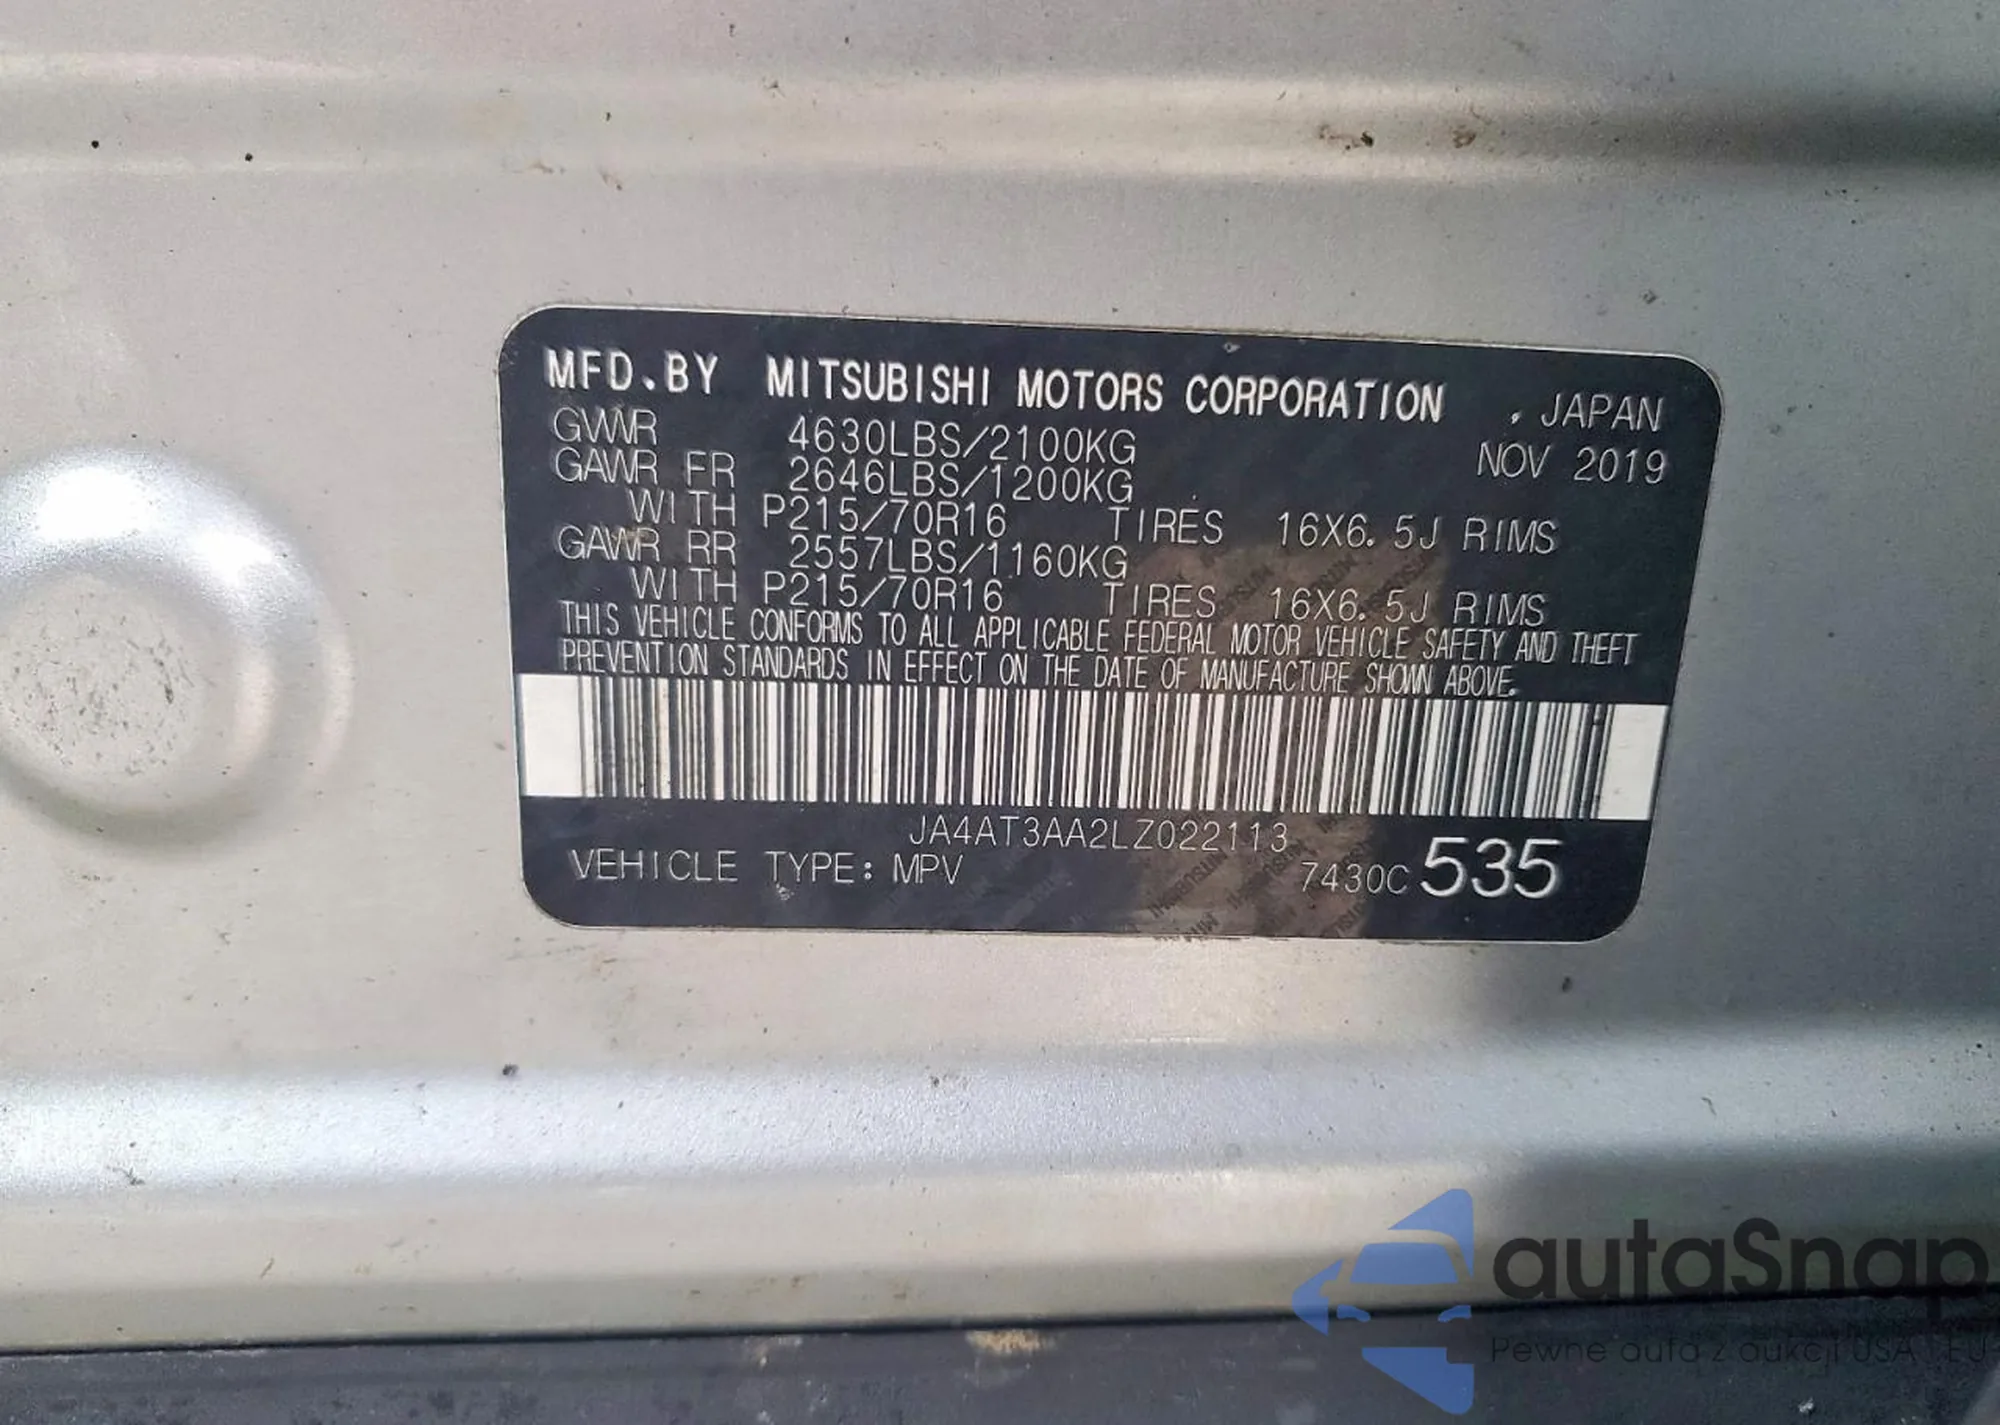 MFD.BY MITSUBISHI MOTORS CORPORATION , JAPAN
GVWR 4630LBS/2100KG NOV 2019
GAWR FR 2646LBS/1200KG
WITH P215/70R16 TIRES 16X6.5J RIMS
GAWR RR 2557LBS/1160KG
WITH P215/70R16 TIRES 16X6.5J RIMS
THIS VEHICLE CONFORMS TO ALL APPLICABLE FEDERAL MOTOR VEHICLE SAFETY AND THEFT
PREVENTION STANDARDS IN EFFECT ON THE DATE OF MANUFACTURE SHOWN ABOVE.
JA4AT3AA2LZ022113
VEHICLE TYPE: MPV 7430C 535
autaSnap
Pewne auta z aukcji USA i EU